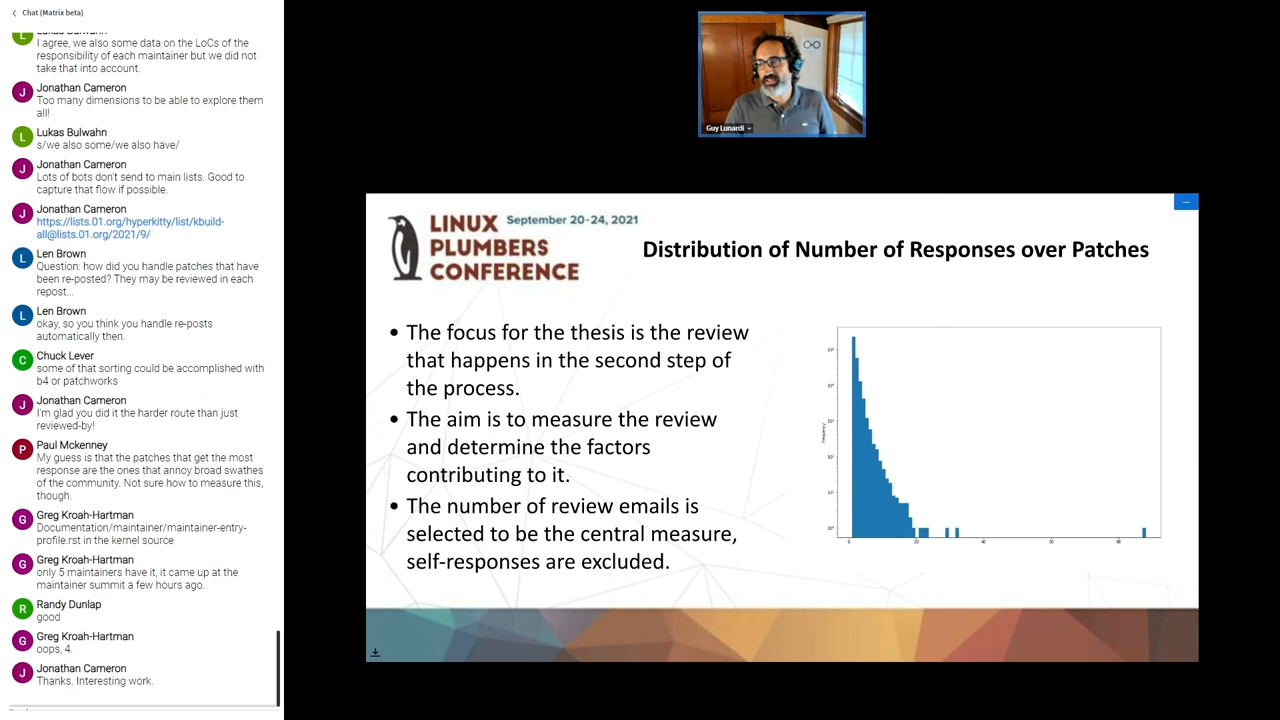 Chat (Matrix beta)
Lukas Bulwahn
I agree, we also some data on the LoCs of the
responsibility of each maintainer but we did not
take that into account.
J
Jonathan Cameron
Too many dimensions to be able to explore them
all!
L
Lukas Bulwahn
s/we also some/we also have/
J
Jonathan Cameron
Lots of bots don't send to main lists. Good to
capture that flow if possible.
J
Jonathan Cameron
https://lists.01.org/hyperkitty/list/kbuild-
all@lists.01.org/2021/9/
L
Len Brown
Question: how did you handle patches that have
been re-posted? They may be reviewed in each
repost...
L
Len Brown
okay, so you think you handle re-posts
automatically then.
C
Chuck Lever
some of that sorting could be accomplished with
b4 or patchworks
J
Jonathan Cameron
I'm glad you did it the harder route than just
reviewed-by!
P
Paul Mckenney
My guess is that the patches that get the most
response are the ones that annoy broad swathes
of the community. Not sure how to measure this,
though.
G
Greg Kroah-Hartman
Documentation/maintainer/maintainer-entry-
profile.rst in the kernel source
G
Greg Kroah-Hartman
only 5 maintainers have it, it came up at the
maintainer summit a few hours ago.
R
Randy Dunlap
good
G
Greg Kroah-Hartman
oops, 4.
J
Jonathan Cameron
Thanks. Interesting work.
Guy Lunardi
LINUX
PLUMBERS
CONFERENCE
September 20-24, 2021
Distribution of Number of Responses over Patches
• The focus for the thesis is the review
that happens in the second step of
the process.
• The aim is to measure the review
and determine the factors
contributing to it.
• The number of review emails is
selected to be the central measure,
self-responses are excluded.
Frequency
0
20
40
60
80